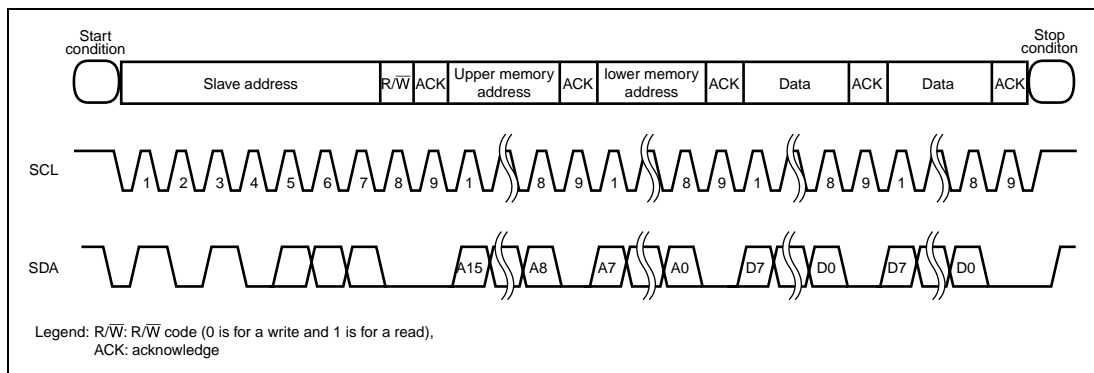 Start
condition
Stop
conditon
Slave address
R/W̅
ACK
Upper memory
address
ACK
lower memory
address
ACK
Data
ACK
Data
ACK
SCL
1 2 3 4 5 6 7 8 9 1 8 9 1 8 9 1 8 9 1 8 9
SDA
A15 A8 A7 A0 D7 D0 D7 D0
Legend: R/W̅: R/W̅ code (0 is for a write and 1 is for a read),
ACK: acknowledge